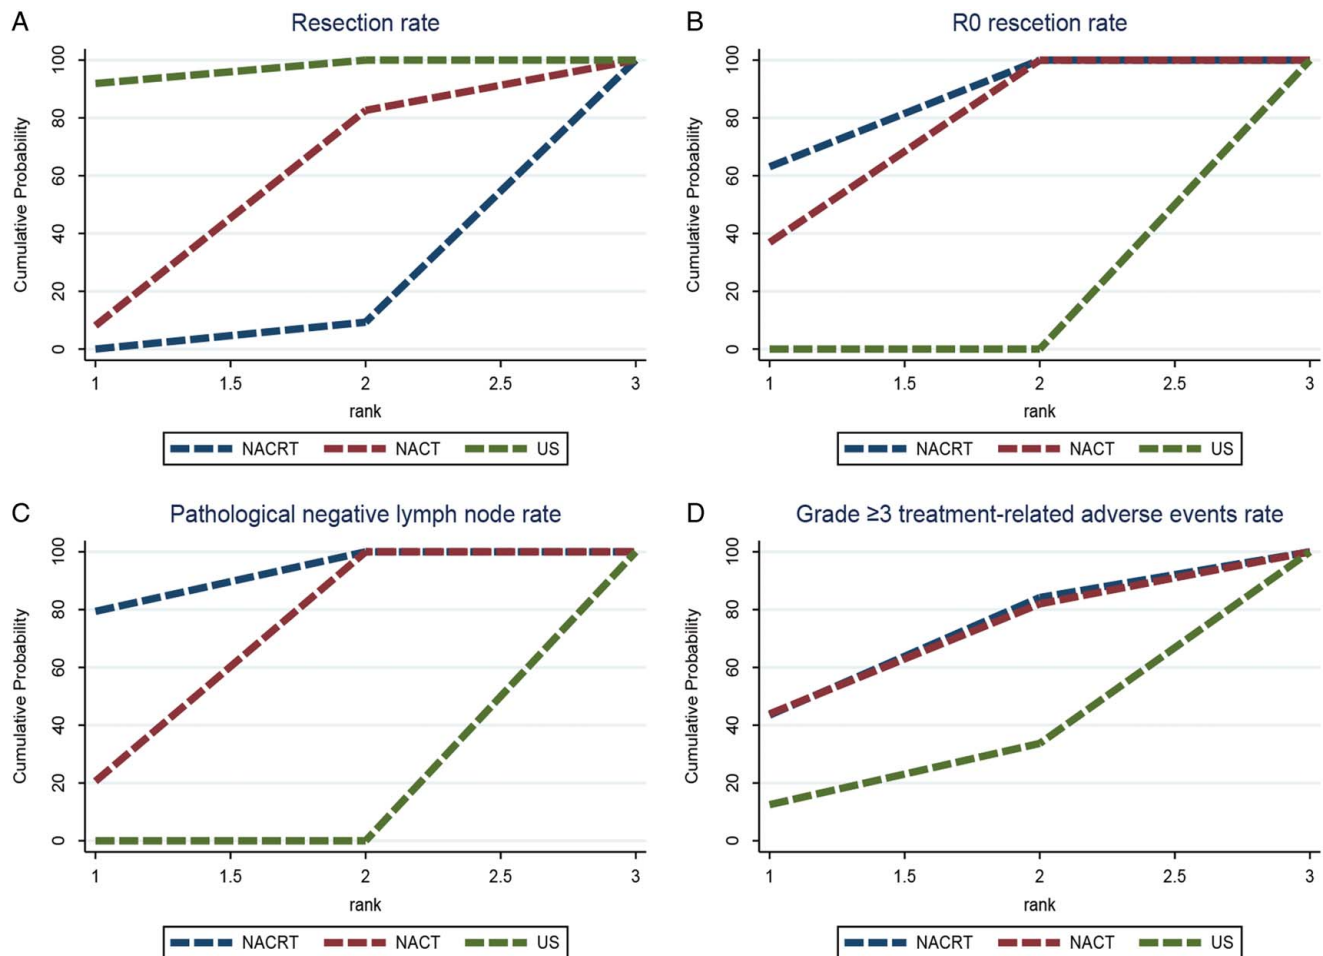 A
Resection rate
Cumulative Probability
100
80
60
40
20
0
1 1.5 2 2.5 3
rank
NACRT NACT US
B
R0 rescetion rate
Cumulative Probability
100
80
60
40
20
0
1 1.5 2 2.5 3
rank
NACRT NACT US
C
Pathological negative lymph node rate
Cumulative Probability
100
80
60
40
20
0
1 1.5 2 2.5 3
rank
NACRT NACT US
D
Grade ≥3 treatment-related adverse events rate
Cumulative Probability
100
80
60
40
20
0
1 1.5 2 2.5 3
rank
NACRT NACT US